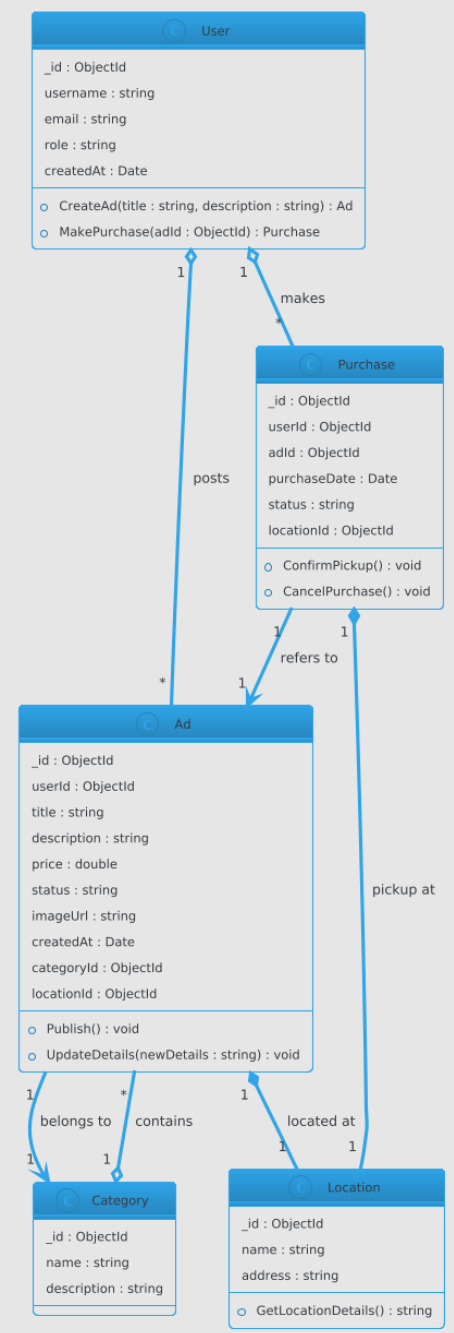 C User
_id : ObjectId
username : string
email : string
role : string
createdAt : Date
CreateAd(title : string, description : string) : Ad
MakePurchase(adId : ObjectId) : Purchase
1
1
makes
*
C Purchase
_id : ObjectId
userId : ObjectId
adId : ObjectId
purchaseDate : Date
status : string
locationId : ObjectId
ConfirmPickup() : void
CancelPurchase() : void
posts
*
1
1
refers to
1
C Ad
_id : ObjectId
userId : ObjectId
title : string
description : string
price : double
status : string
imageUrl : string
createdAt : Date
categoryId : ObjectId
locationId : ObjectId
Publish() : void
UpdateDetails(newDetails : string) : void
pickup at
1
belongs to
1
*
contains
1
1
located at
1
1
C Category
_id : ObjectId
name : string
description : string
C Location
_id : ObjectId
name : string
address : string
GetLocationDetails() : string